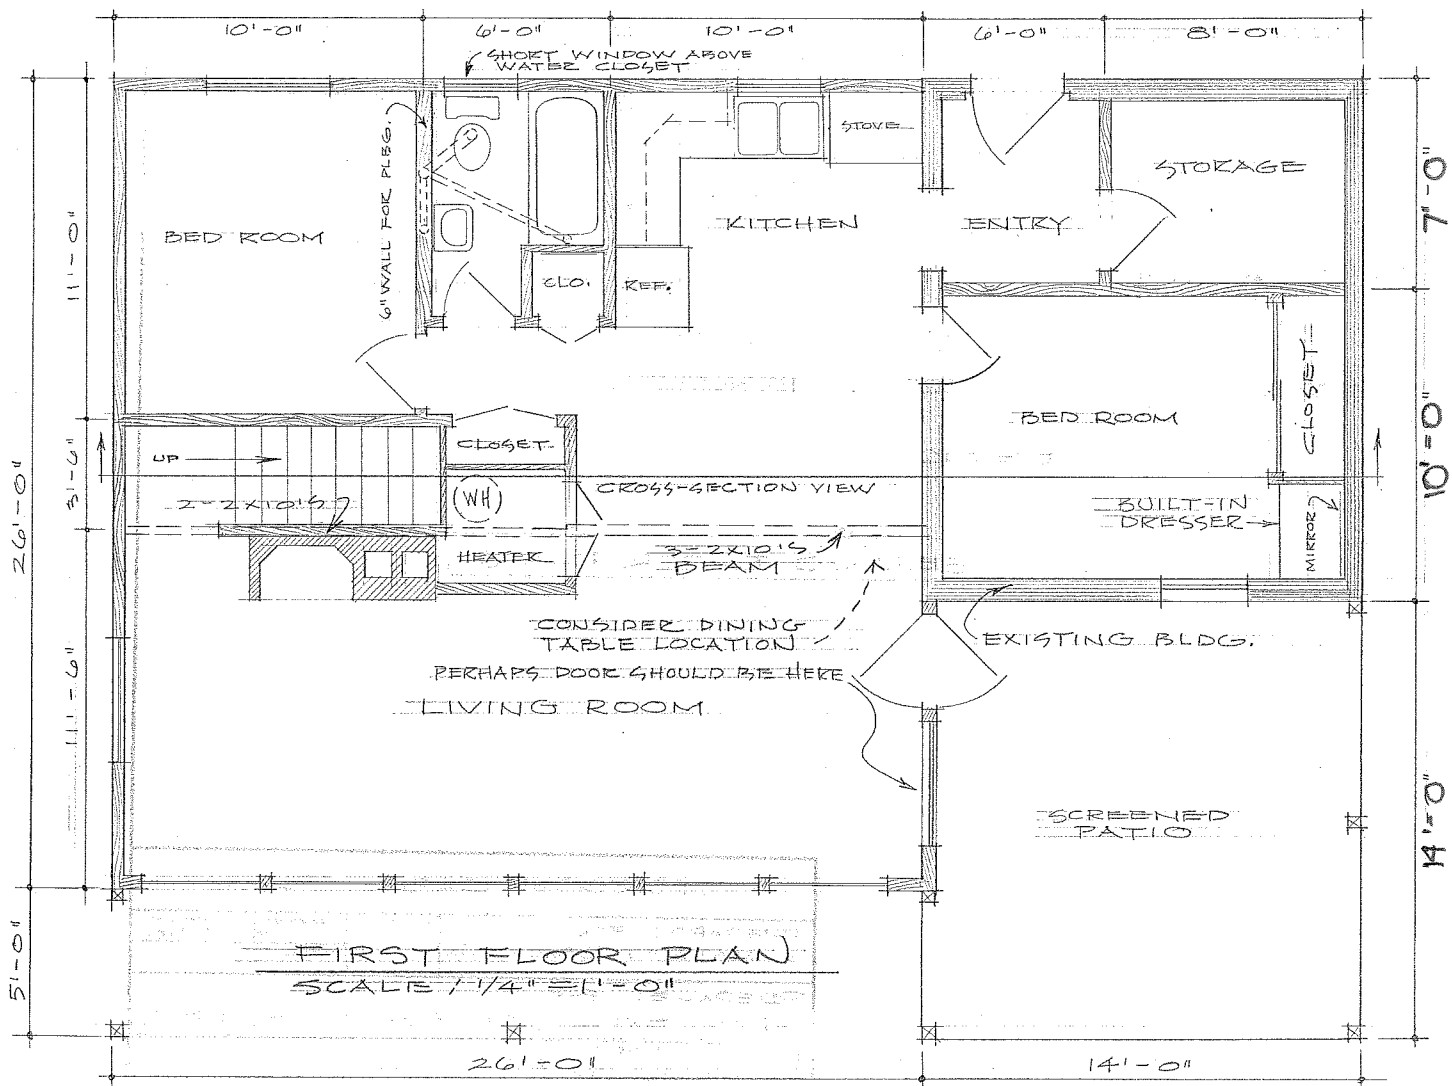 10'-0"
6'-0"
10'-0"
6'-0"
8'-0"
SHORT WINDOW ABOVE
WATER CLOSET
6" WALL FOR PLBG.
STOVE
STORAGE
7'-0"
KITCHEN
ENTRY
BED ROOM
11'-0"
CLO.
REF.
CLOSET
BED ROOM
10'-0"
CLOSET
UP
3'-6"
26'-0"
2-2x10'S
WH
CROSS-SECTION VIEW
BUILT-IN
DRESSER
MIRROR
HEATER
3-2x10'S
BEAM
CONSIDER DINING
TABLE LOCATION
EXISTING BLDG.
PERHAPS DOOR SHOULD BE HERE
LIVING ROOM
11'-6"
SCREENED
PATIO
14'-0"
FIRST FLOOR PLAN
SCALE / 1/4" = 1'-0"
5'-0"
26'-0"
14'-0"